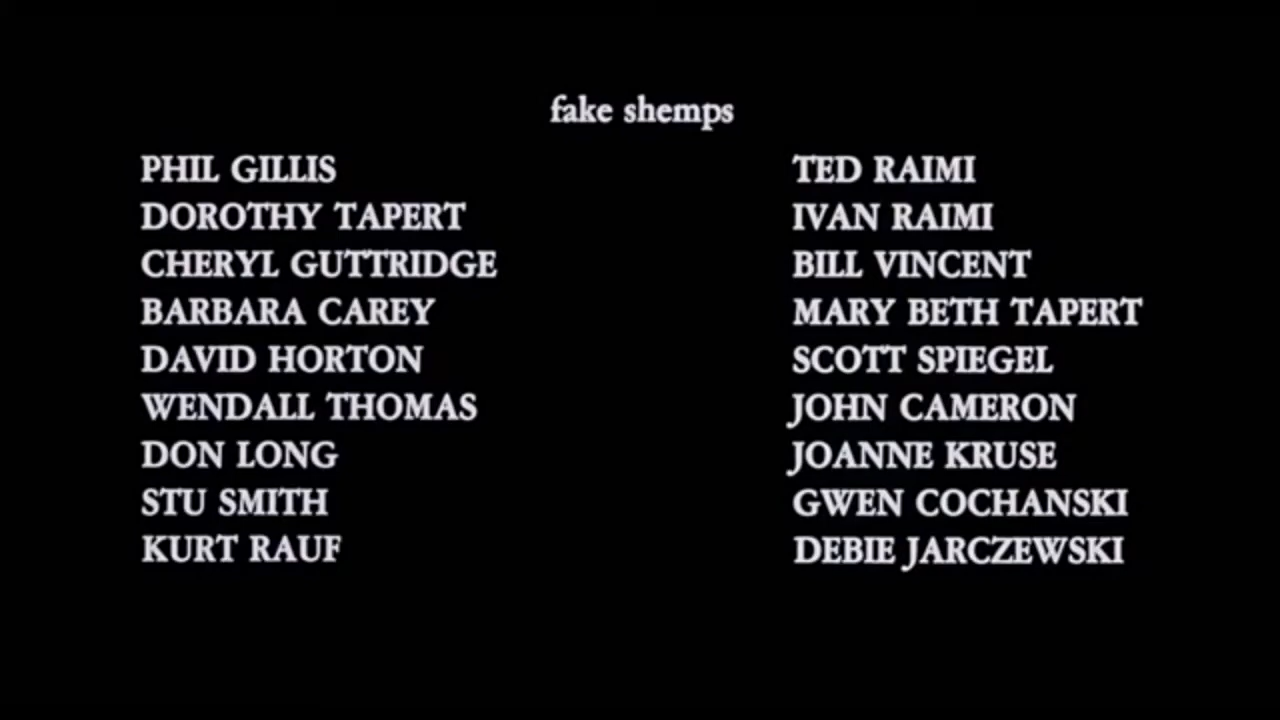 fake shemps
PHIL GILLIS
DOROTHY TAPERT
CHERYL GUTTRIDGE
BARBARA CAREY
DAVID HORTON
WENDALL THOMAS
DON LONG
STU SMITH
KURT RAUF
TED RAIMI
IVAN RAIMI
BILL VINCENT
MARY BETH TAPERT
SCOTT SPIEGEL
JOHN CAMERON
JOANNE KRUSE
GWEN COCHANSKI
DEBIE JARCZEWSKI